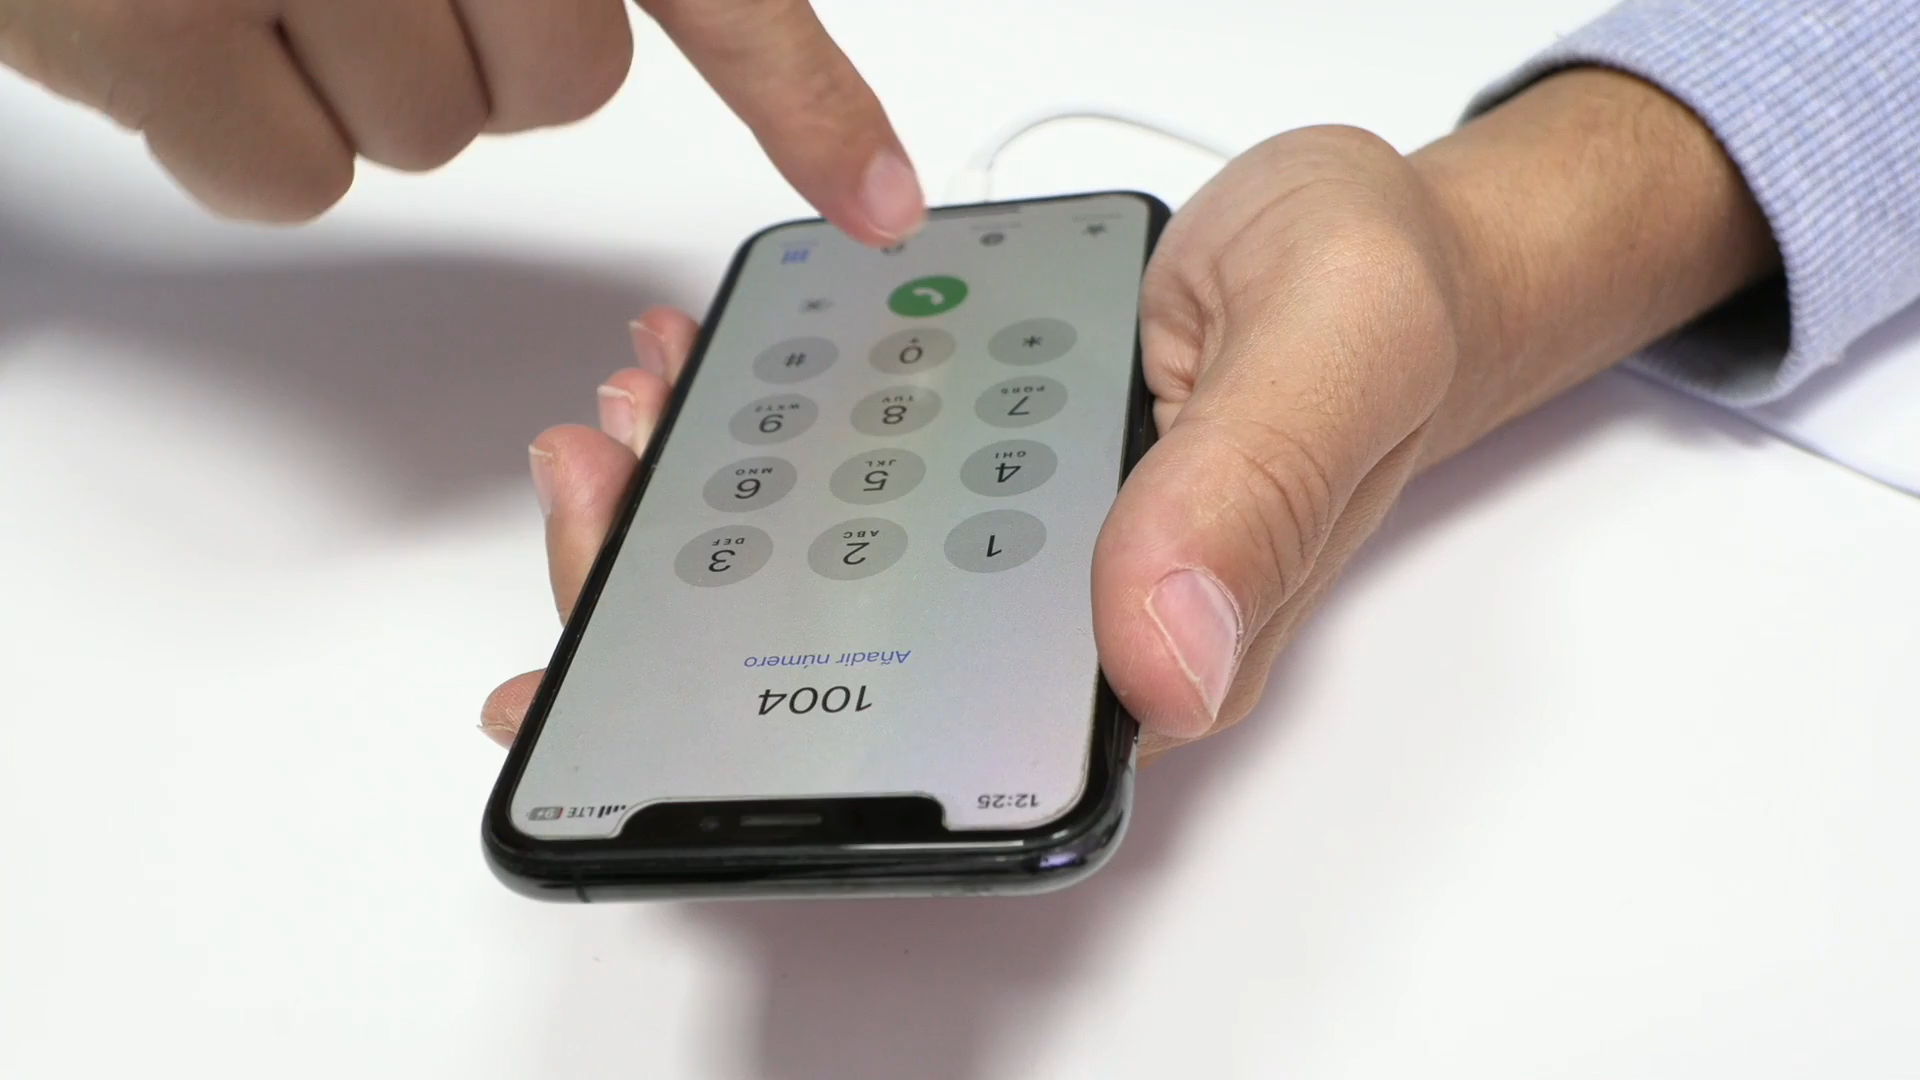 12:25 LTE
1004
Añadir número
1 2 3
ABC DEF
4 5 6
GHI JKL MNO
7 8 9
PQRS TUV WXYZ
* 0 #
+